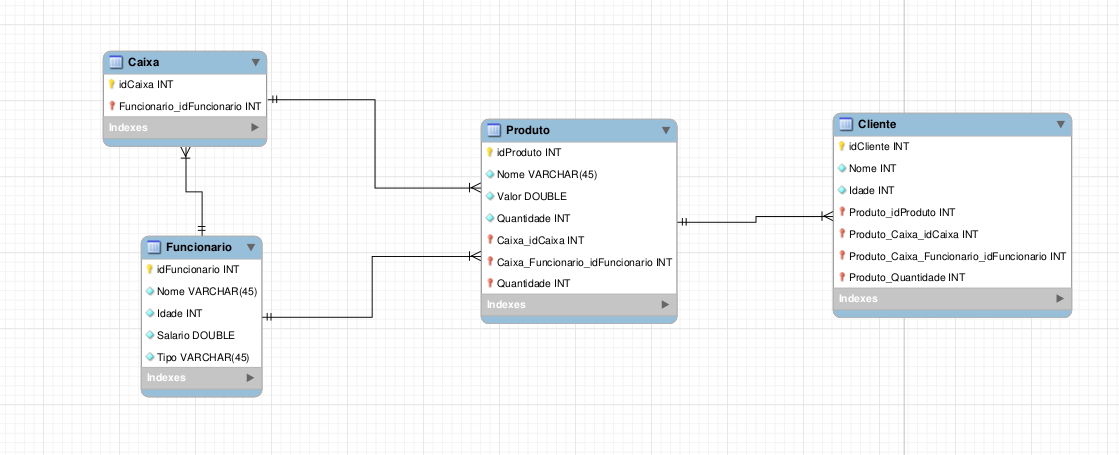 Caixa
idCaixa INT
Funcionario_idFuncionario INT
Indexes
Funcionario
idFuncionario INT
Nome VARCHAR(45)
Idade INT
Salario DOUBLE
Tipo VARCHAR(45)
Indexes
Produto
idProduto INT
Nome VARCHAR(45)
Valor DOUBLE
Quantidade INT
Caixa_idCaixa INT
Caixa_Funcionario_idFuncionario INT
Quantidade INT
Indexes
Cliente
idCliente INT
Nome INT
Idade INT
Produto_idProduto INT
Produto_Caixa_idCaixa INT
Produto_Caixa_Funcionario_idFuncionario INT
Produto_Quantidade INT
Indexes